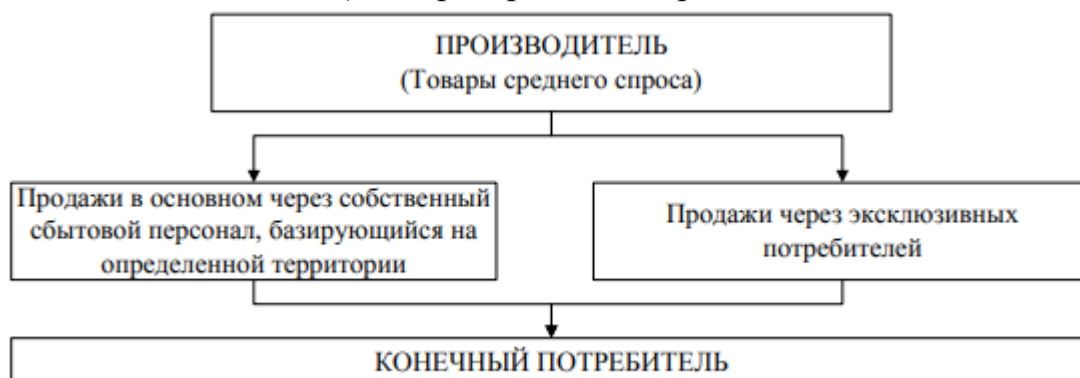 ПРОИЗВОДИТЕЛЬ
(Товары среднего спроса)
Продажи в основном через собственный
сбытовой персонал, базирующийся на
определенной территории
Продажи через эксклюзивных
потребителей
КОНЕЧНЫЙ ПОТРЕБИТЕЛЬ